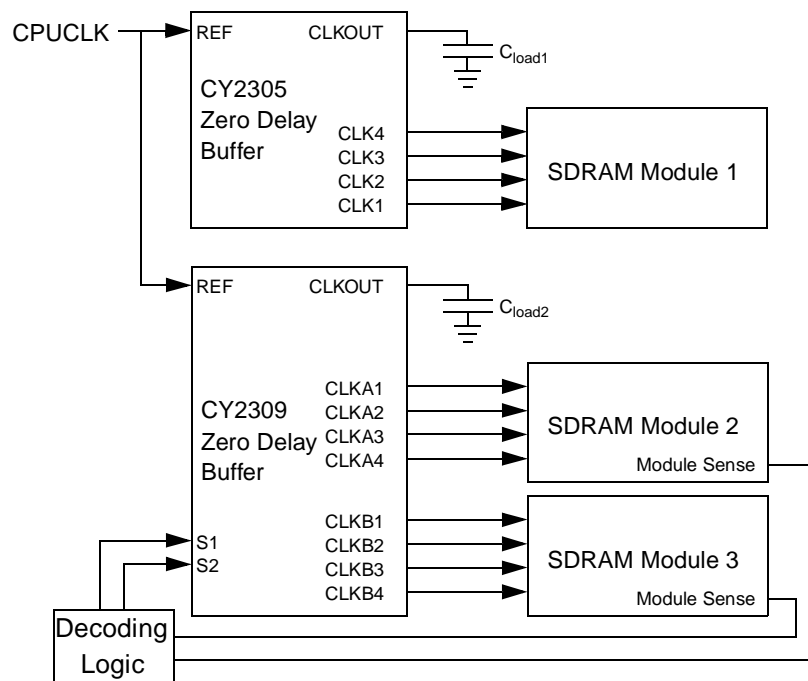 CPUCLK
REF
CLKOUT
Cload1
CY2305
Zero Delay
Buffer
CLK4
CLK3
CLK2
CLK1
SDRAM Module 1
REF
CLKOUT
Cload2
CY2309
Zero Delay
Buffer
CLKA1
CLKA2
CLKA3
CLKA4
SDRAM Module 2
Module Sense
CLKB1
CLKB2
CLKB3
CLKB4
SDRAM Module 3
Module Sense
S1
S2
Decoding
Logic